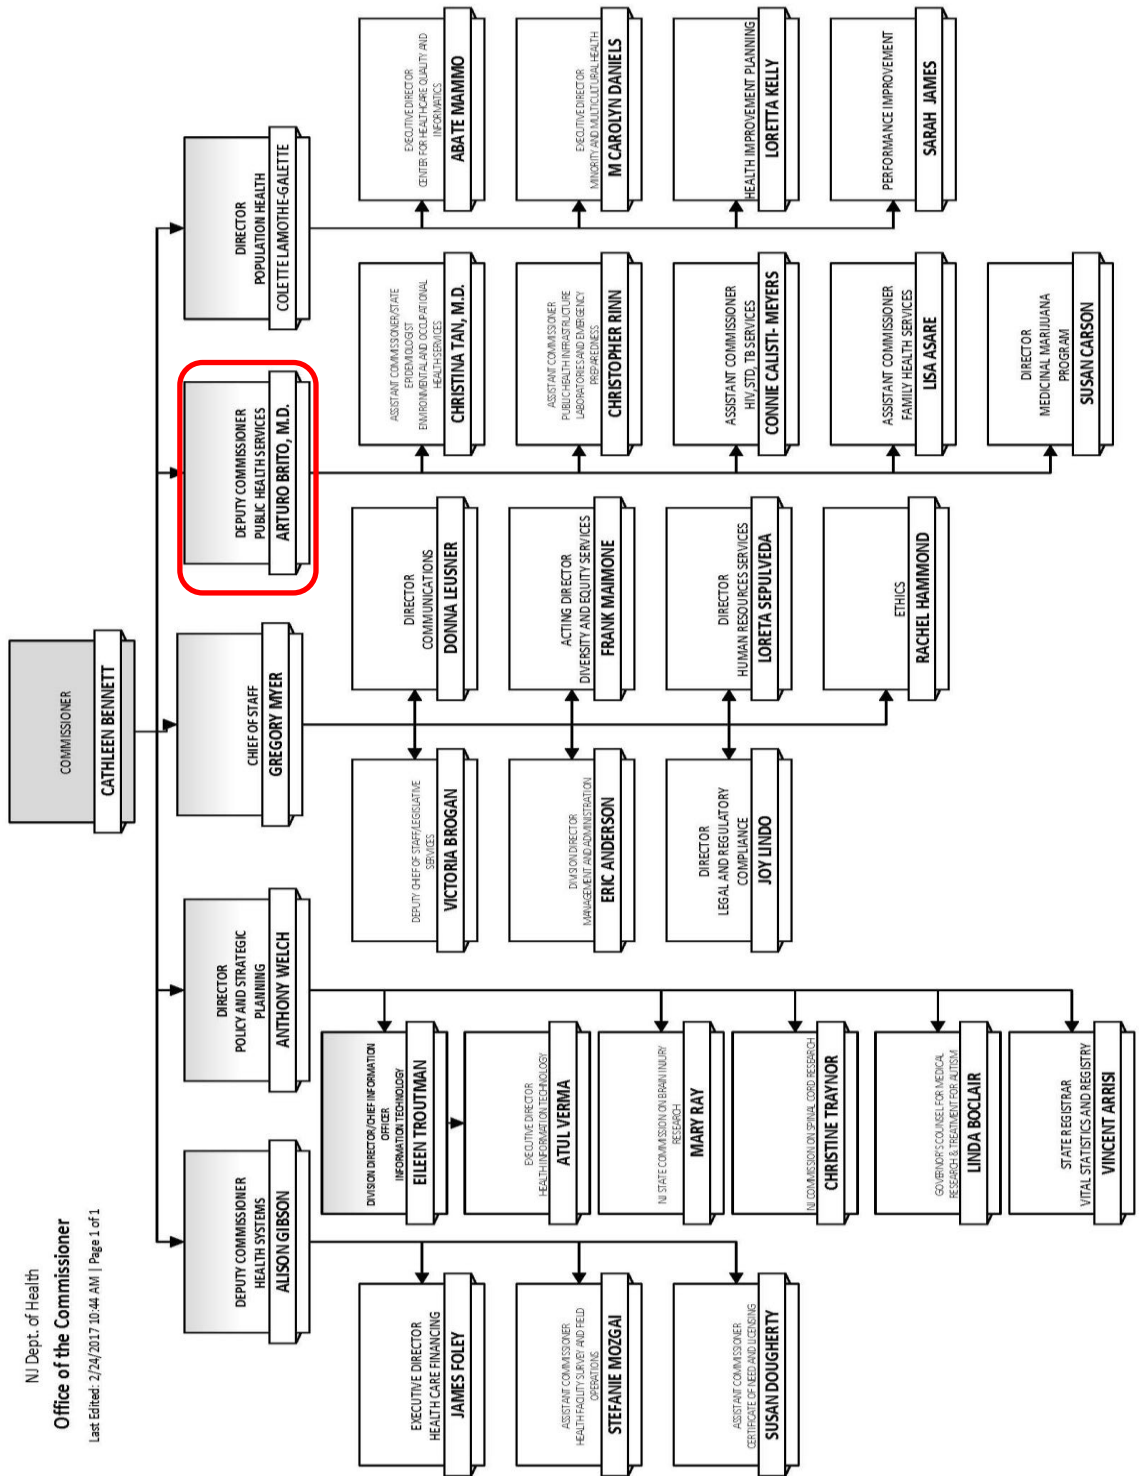 NJ Dept. of Health
Office of the Commissioner
Last Edited: 2/24/2017 10:44 AM | Page 1 of 1
COMMISSIONER
CATHLEEN BENNETT
DEPUTY COMMISSIONER
HEALTH SYSTEMS
ALISON GIBSON
DIRECTOR
POLICY AND STRATEGIC
PLANNING
ANTHONY WELCH
CHIEF OF STAFF
GREGORY MYER
DEPUTY COMMISSIONER
PUBLIC HEALTH SERVICES
ARTURO BRITO, M.D.
DIRECTOR
POPULATION HEALTH
COLETTE LAMOTHE-GALETTE
EXECUTIVE DIRECTOR
HEALTH CARE FINANCING
JAMES FOLEY
ASSISTANT COMMISSIONER
HEALTH FACILITY SURVEY AND FIELD
OPERATIONS
STEFANIE MOZGAI
ASSISTANT COMMISSIONER
CERTIFICATE OF NEED AND LICENSING
SUSAN DOUGHERTY
DIVISION DIRECTOR/CHIEF INFORMATION
OFFICER
INFORMATION TECHNOLOGY
EILEEN TROUTMAN
EXECUTIVE DIRECTOR
HEALTH INFORMATION TECHNOLOGY
ATUL VERMA
NJ STATE COMMISSION ON BRAIN INJURY
RESEARCH
MARY RAY
NJ COMMISSION ON SPINAL CORD RESEARCH
CHRISTINE TRAYNOR
GOVERNOR'S COUNSEL FOR MEDICAL
RESEARCH & TREATMENT FOR AUTISM
LINDA BOCLAIR
STATE REGISTRAR
VITAL STATISTICS AND REGISTRY
VINCENT ARRISI
DEPUTY CHIEF OF STAFF/LEGISLATIVE
SERVICES
VICTORIA BROGAN
DIVISION DIRECTOR
MANAGEMENT AND ADMINISTRATION
ERIC ANDERSON
DIRECTOR
LEGAL AND REGULATORY
COMPLIANCE
JOY LINDO
DIRECTOR
COMMUNICATIONS
DONNA LEUSNER
ACTING DIRECTOR
DIVERSITY AND EQUITY SERVICES
FRANK MAIMONE
DIRECTOR
HUMAN RESOURCES SERVICES
LORETA SEPULVEDA
ETHICS
RACHEL HAMMOND
ASSISTANT COMMISSIONER/STATE
EPIDEMIOLOGIST
ENVIRONMENTAL AND OCCUPATIONAL
HEALTH SERVICES
CHRISTINA TAN, M.D.
ASSISTANT COMMISSIONER
PUBLIC HEALTH INFRASTRUCTURE
LABORATORIES AND EMERGENCY
PREPAREDNESS
CHRISTOPHER RINN
ASSISTANT COMMISSIONER
HIV, STD, TB SERVICES
CONNIE CALISTI- MEYERS
ASSISTANT COMMISSIONER
FAMILY HEALTH SERVICES
LISA ASARE
DIRECTOR
MEDICINAL MARIJUANA
PROGRAM
SUSAN CARSON
EXECUTIVE DIRECTOR
CENTER FOR HEALTHCARE QUALITY AND
INFORMATICS
ABATE MAMMO
EXECUTIVE DIRECTOR
MINORITY AND MULTICULTURAL HEALTH
M CAROLYN DANIELS
HEALTH IMPROVEMENT PLANNING
LORETTA KELLY
PERFORMANCE IMPROVEMENT
SARAH JAMES